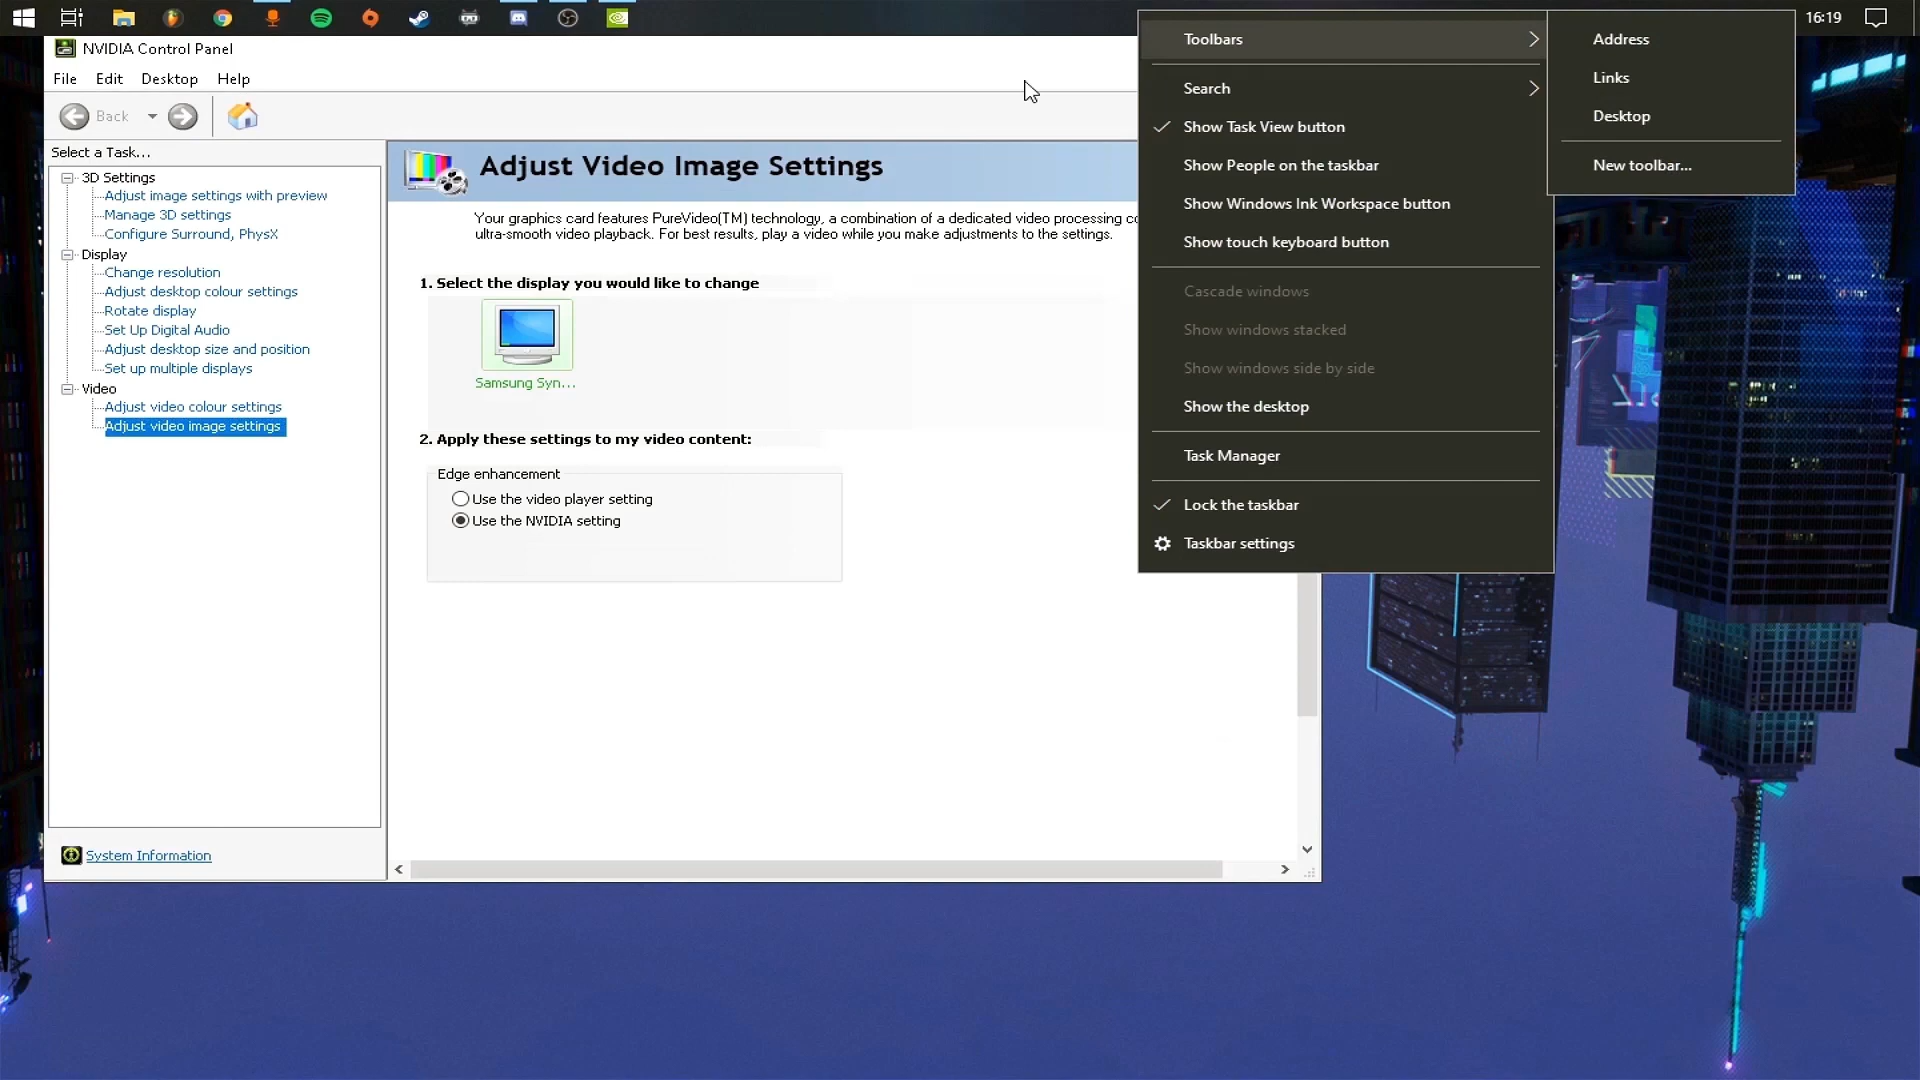 16:19
NVIDIA Control Panel
File Edit Desktop Help
Back
Select a Task...
3D Settings
Adjust image settings with preview
Manage 3D settings
Configure Surround, PhysX
Display
Change resolution
Adjust desktop colour settings
Rotate display
Set Up Digital Audio
Adjust desktop size and position
Set up multiple displays
Video
Adjust video colour settings
Adjust video image settings
System Information
Adjust Video Image Settings
Your graphics card features PureVideo(TM) technology, a combination of a dedicated video processing
ultra-smooth video playback. For best results, play a video while you make adjustments to the settings.
1. Select the display you would like to change
Samsung Syn...
2. Apply these settings to my video content:
Edge enhancement
Use the video player setting
Use the NVIDIA setting
Toolbars
Search
Show Task View button
Show People on the taskbar
Show Windows Ink Workspace button
Show touch keyboard button
Cascade windows
Show windows stacked
Show windows side by side
Show the desktop
Task Manager
Lock the taskbar
Taskbar settings
Address
Links
Desktop
New toolbar...